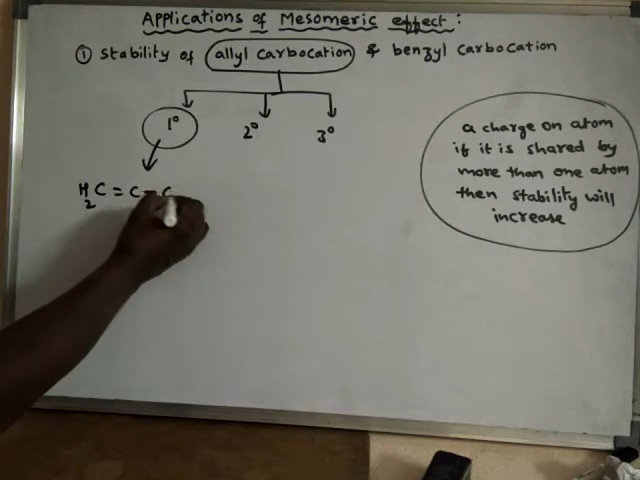 Applications of Mesomeric effect :
① Stability of allyl carbocation & benzyl carbocation
1° 2° 3°
a charge on atom
if it is shared by
more than one atom
then stability will
increase
H2C = C - C